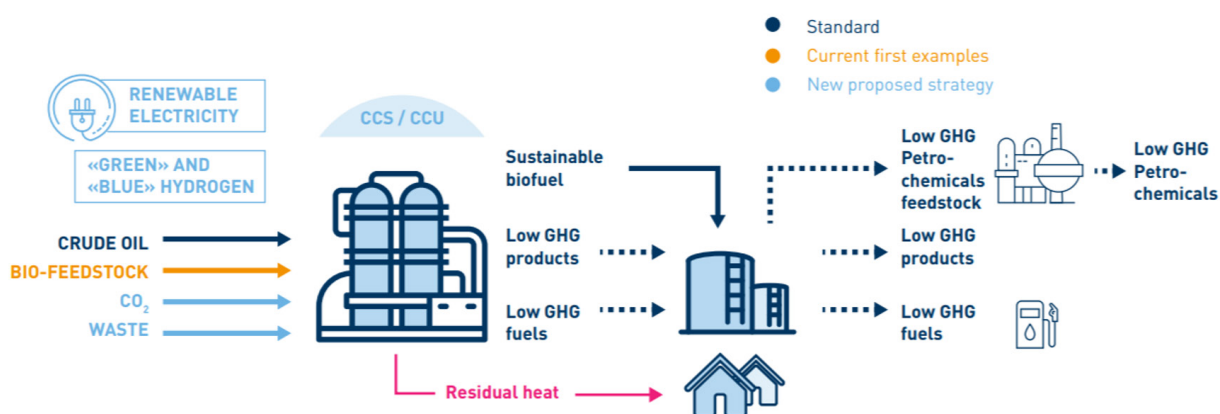 Standard
Current first examples
New proposed strategy
RENEWABLE
ELECTRICITY
«GREEN» AND
«BLUE» HYDROGEN
CCS / CCU
CRUDE OIL
BIO-FEEDSTOCK
CO₂
WASTE
Sustainable
biofuel
Low GHG
products
Low GHG
fuels
Residual heat
Low GHG
Petro-
chemicals
feedstock
Low GHG
Petro-
chemicals
Low GHG
products
Low GHG
fuels